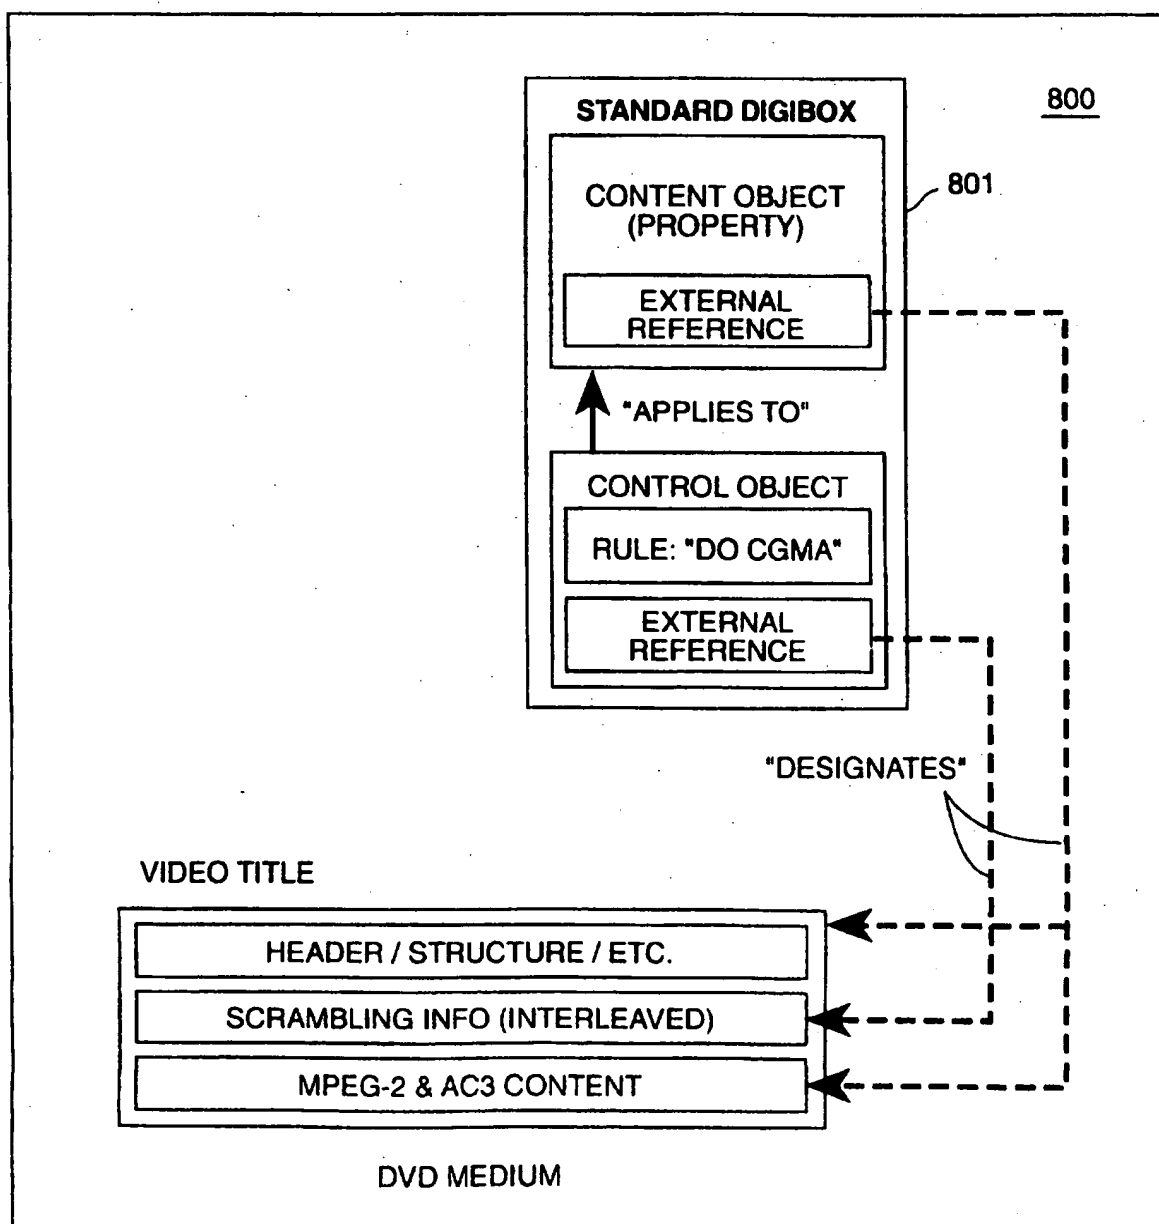 800
STANDARD DIGIBOX
801
CONTENT OBJECT
(PROPERTY)
EXTERNAL
REFERENCE
"APPLIES TO"
CONTROL OBJECT
RULE: "DO CGMA"
EXTERNAL
REFERENCE
"DESIGNATES"
VIDEO TITLE
HEADER / STRUCTURE / ETC.
SCRAMBLING INFO (INTERLEAVED)
MPEG-2 & AC3 CONTENT
DVD MEDIUM